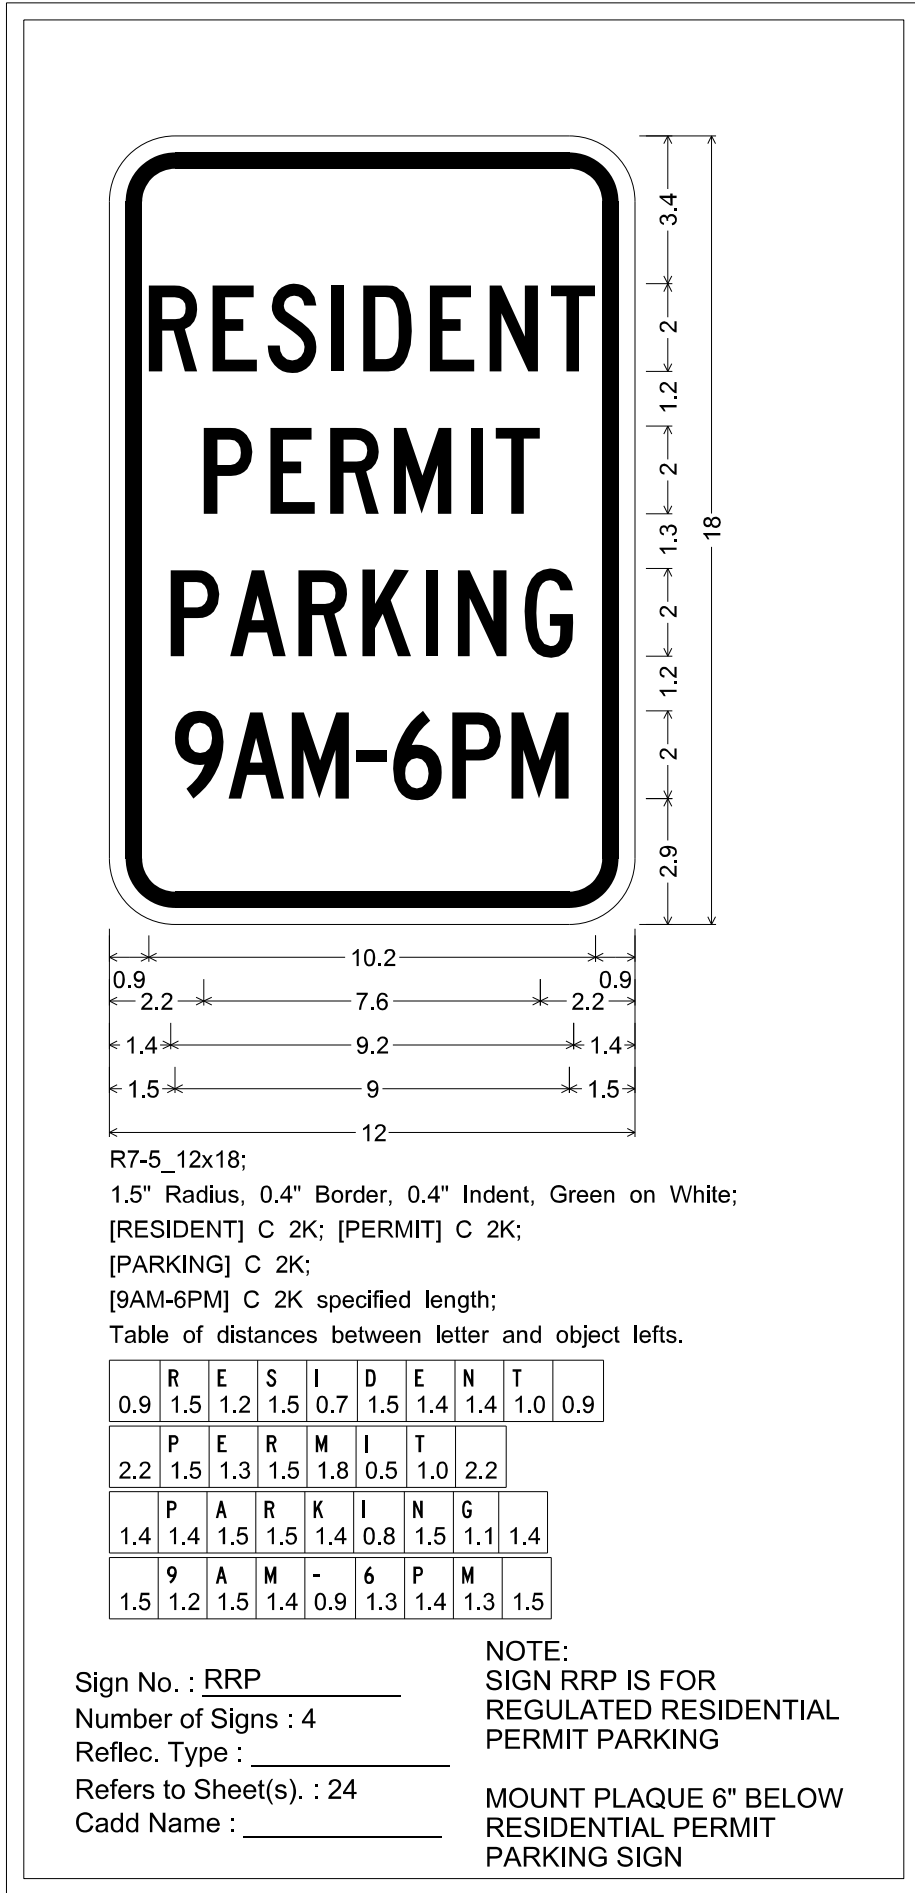 RESIDENT
PERMIT
PARKING
9AM-6PM
3.4
2
1.2
2
1.3
2
1.2
2
2.9
18
10.2
0.9 0.9
2.2 7.6 2.2
1.4 9.2 1.4
1.5 9 1.5
12
R7-5_12x18;
1.5" Radius, 0.4" Border, 0.4" Indent, Green on White;
[RESIDENT] C 2K; [PERMIT] C 2K;
[PARKING] C 2K;
[9AM-6PM] C 2K specified length;
Table of distances between letter and object lefts.
R E S I D E N T
0.9 1.5 1.2 1.5 0.7 1.5 1.4 1.4 1.0 0.9
P E R M I T
2.2 1.5 1.3 1.5 1.8 0.5 1.0 2.2
P A R K I N G
1.4 1.4 1.5 1.5 1.4 0.8 1.5 1.1 1.4
9 A M - 6 P M
1.5 1.2 1.5 1.4 0.9 1.3 1.4 1.3 1.5
Sign No. : RRP
Number of Signs : 4
Reflec. Type :
Refers to Sheet(s). : 24
Cadd Name :
NOTE:
SIGN RRP IS FOR
REGULATED RESIDENTIAL
PERMIT PARKING
MOUNT PLAQUE 6" BELOW
RESIDENTIAL PERMIT
PARKING SIGN